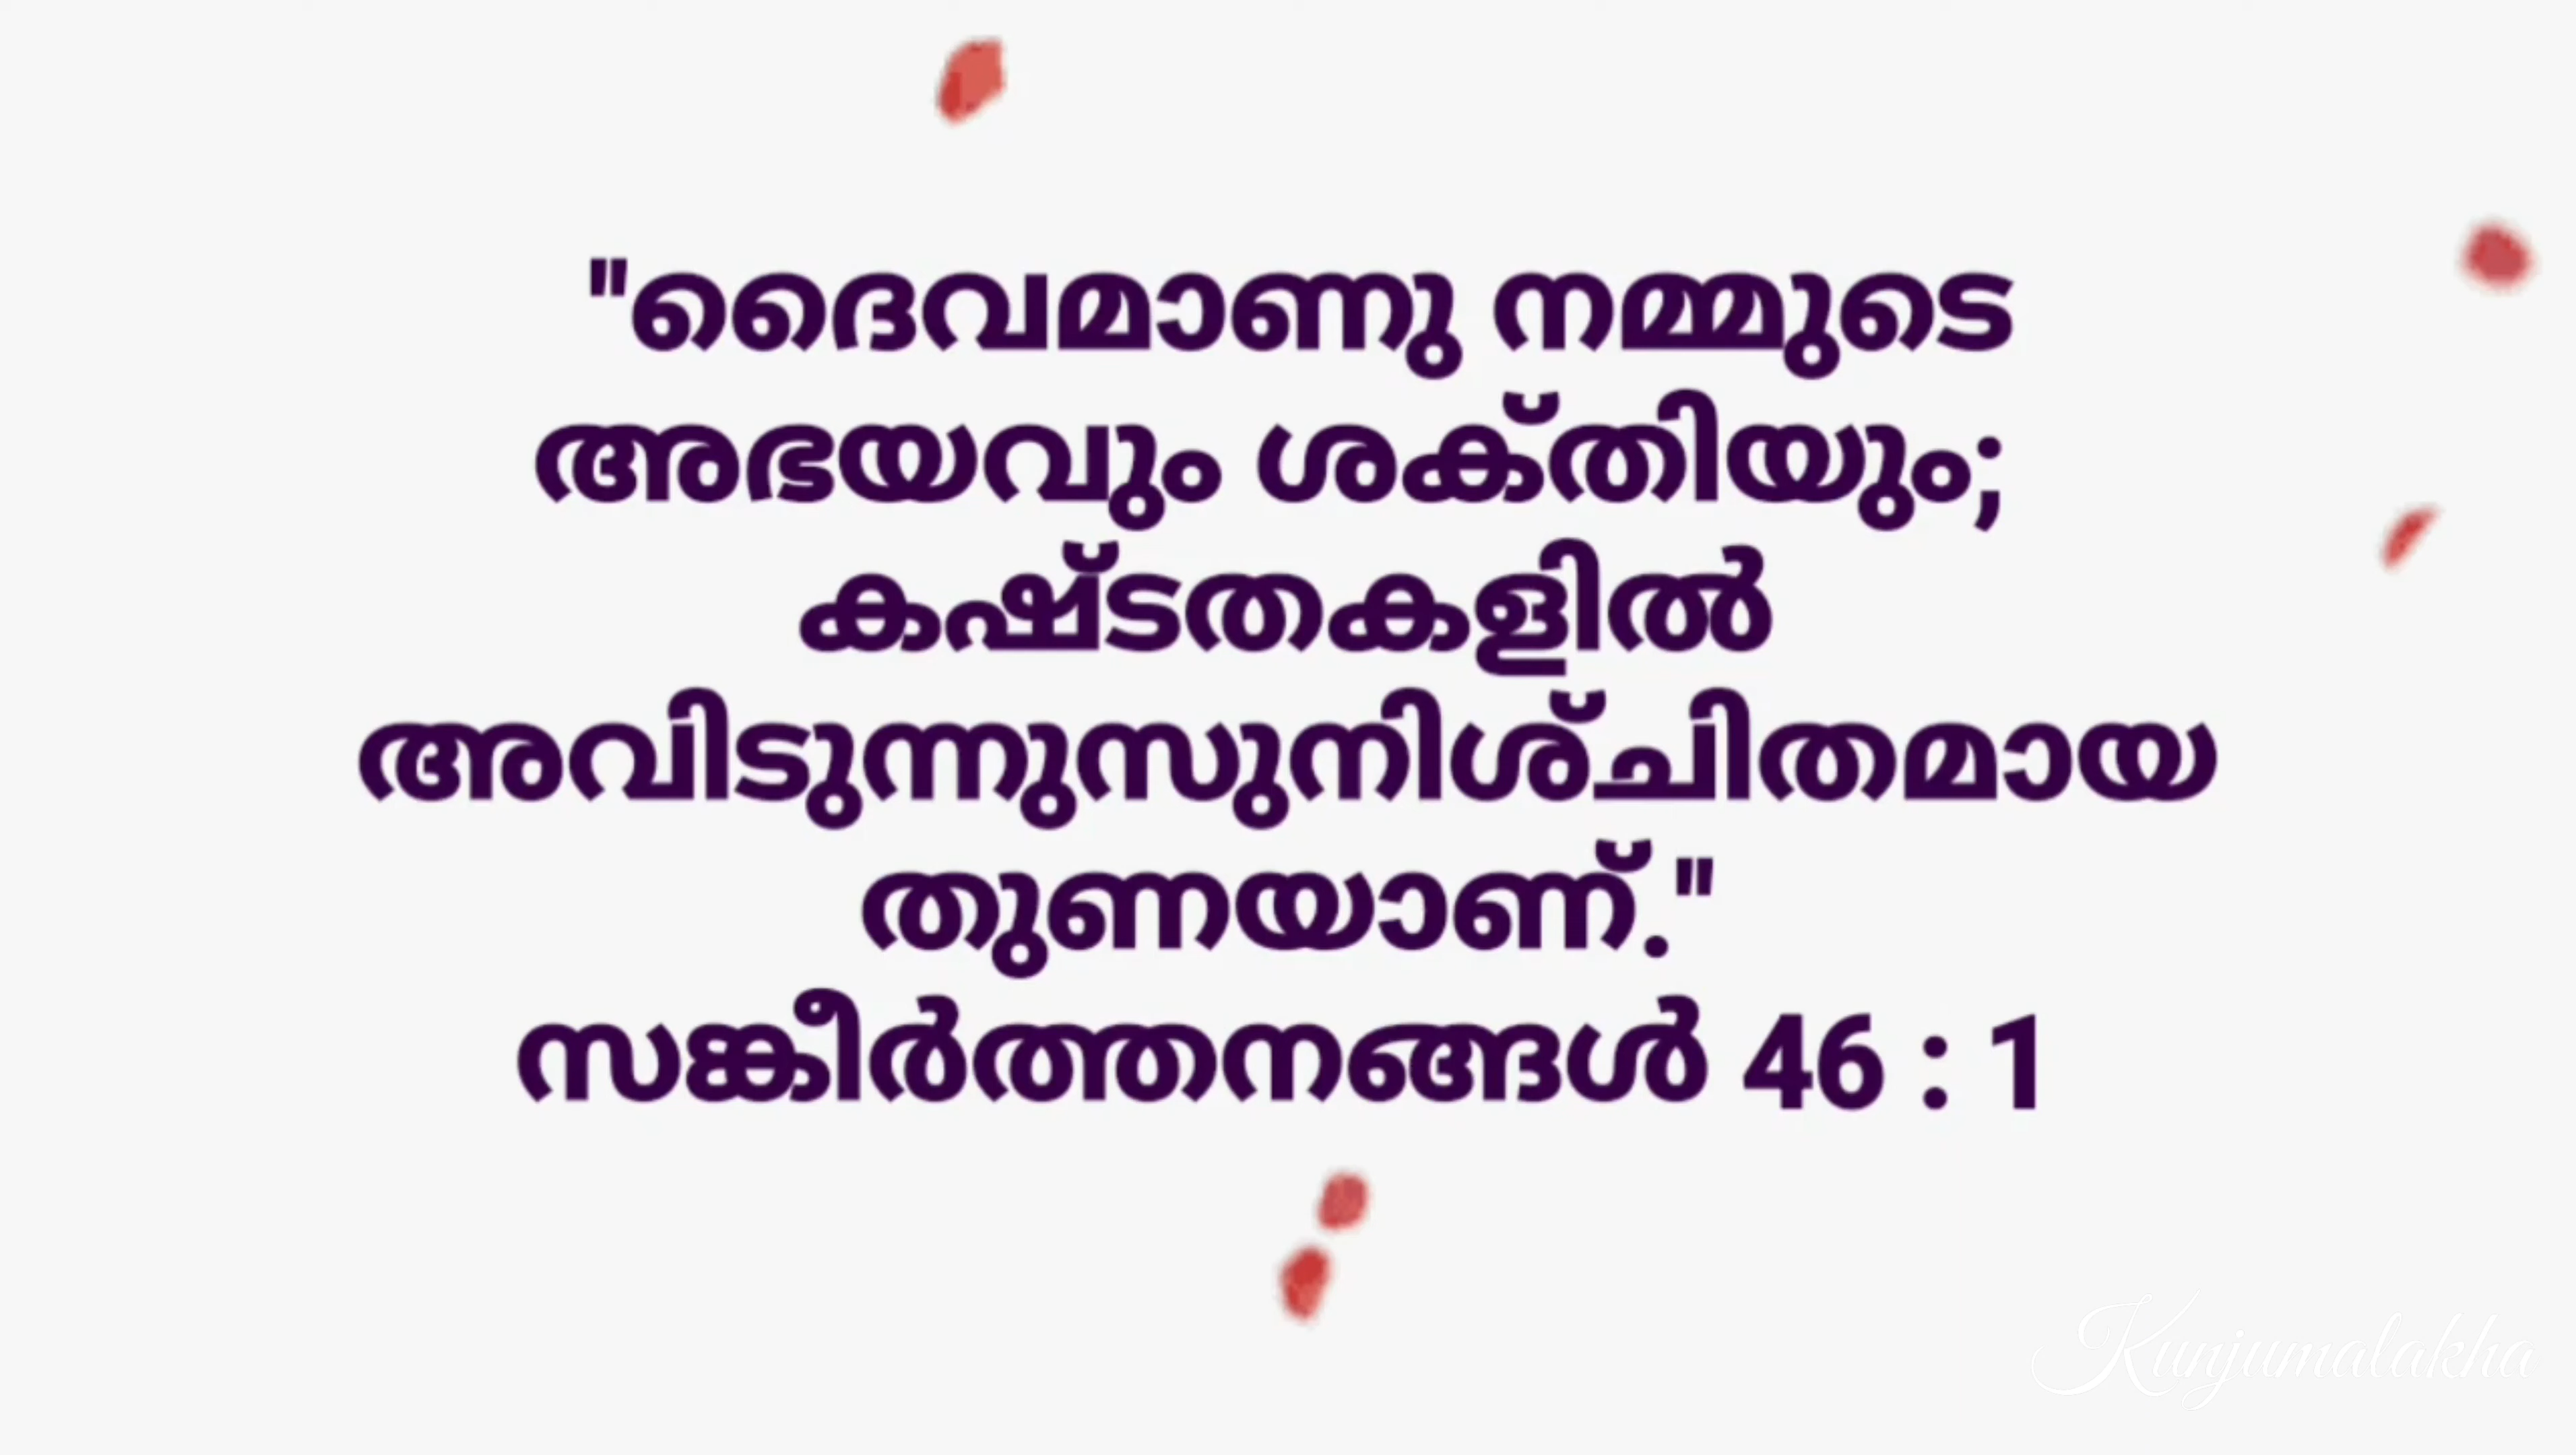 "ദൈവമാണു നമ്മുടെ
അഭയവും ശക്‌തിയും;
കഷ്‌ടതകളിൽ
അവിടുന്നുസുനിശ്‌ചിതമായ
തുണയാണ്‌."
സങ്കീർത്തനങ്ങൾ 46 : 1
Kunjumalakha